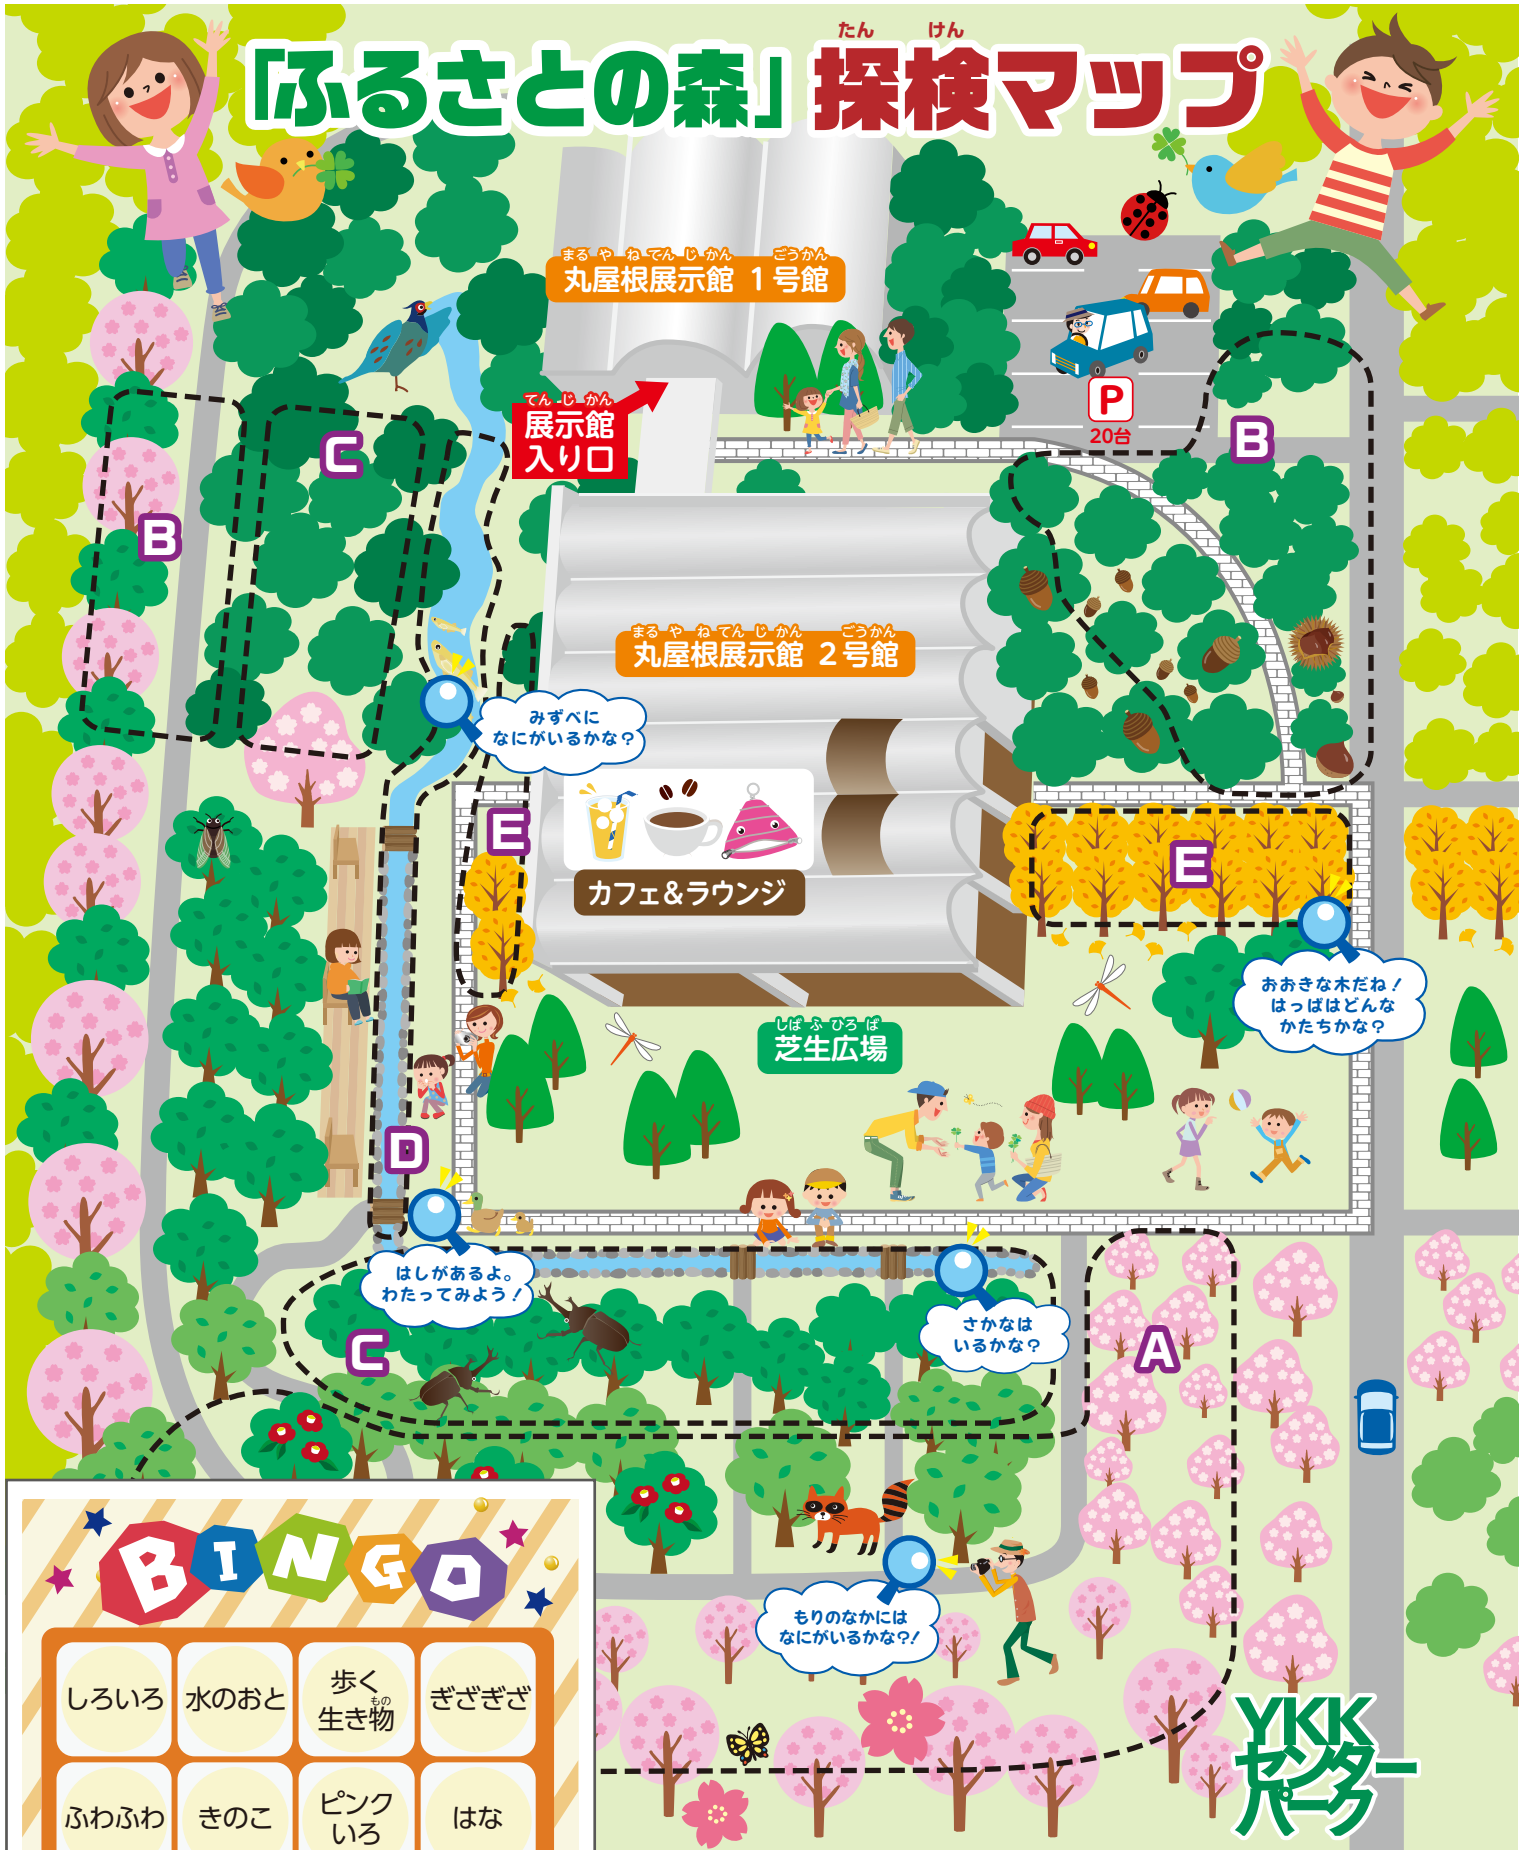 たん けん
「ふるさとの森」探検マップ
まる や ね てん じ かん ごうかん
丸屋根展示館 1号館
てん じ かん
展示館
入り口
P
20台
B
C
B
まる や ね てん じ かん ごうかん
丸屋根展示館 2号館
みずべに
なにがいるかな?
E
カフェ&ラウンジ
E
おおきな木だね!
はっぱはどんな
かたちかな?
しば ふ ひろ ば
芝生広場
D
はしがあるよ。
わたってみよう!
さかなは
いるかな?
C
A
もりのなかには
なにがいるかな?!
YKK
センター
パーク
BINGO
しろいろ
水のおと
歩く
もの
生き物
ぎざぎざ
ふわふわ
きのこ
ピンク
いろ
はな